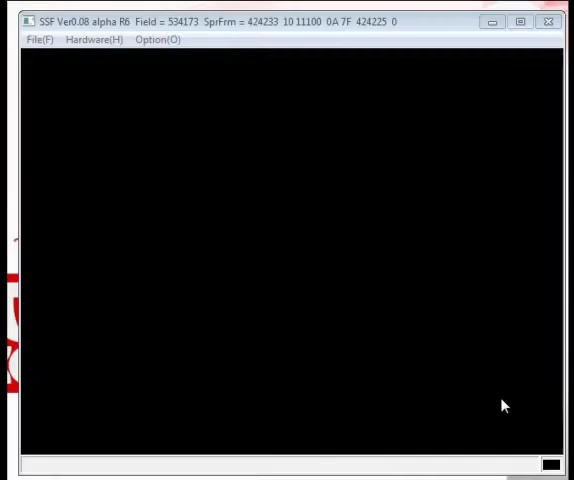 SSF Ver0.08 alpha R6 Field = 534173 SprFrm = 424233 10 11100 0A 7F 424225 0
File(F) Hardware(H) Option(O)